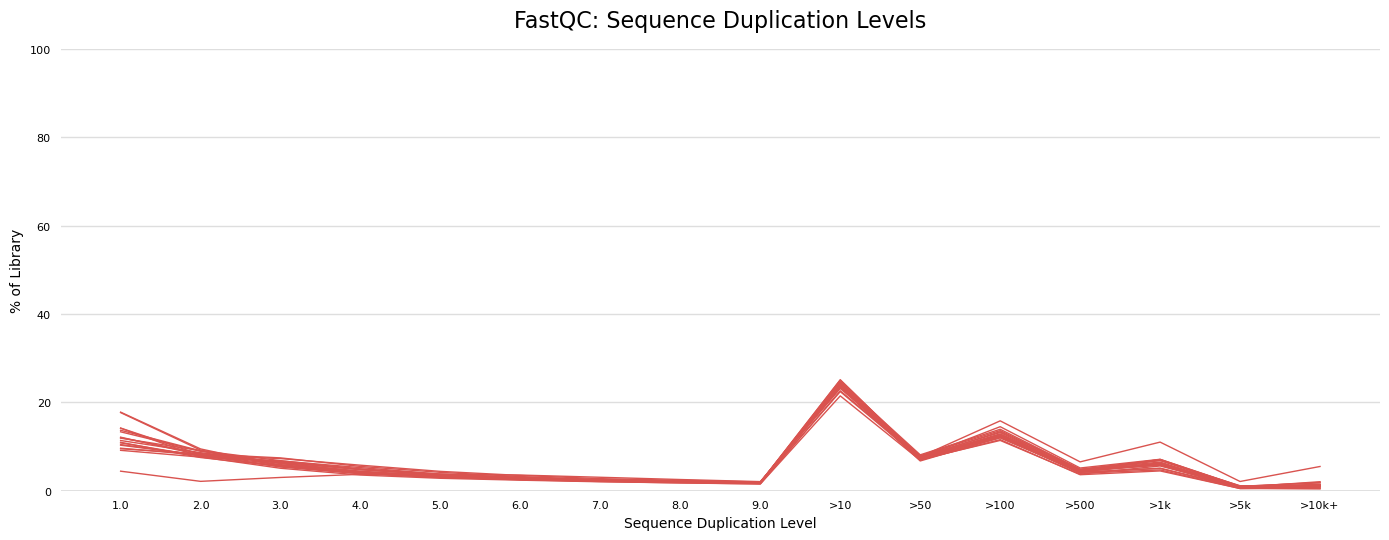 FastQC: Sequence Duplication Levels
100
80
60
40
20
0
% of Library
1.0 2.0 3.0 4.0 5.0 6.0 7.0 8.0 9.0 >10 >50 >100 >500 >1k >5k >10k+
Sequence Duplication Level